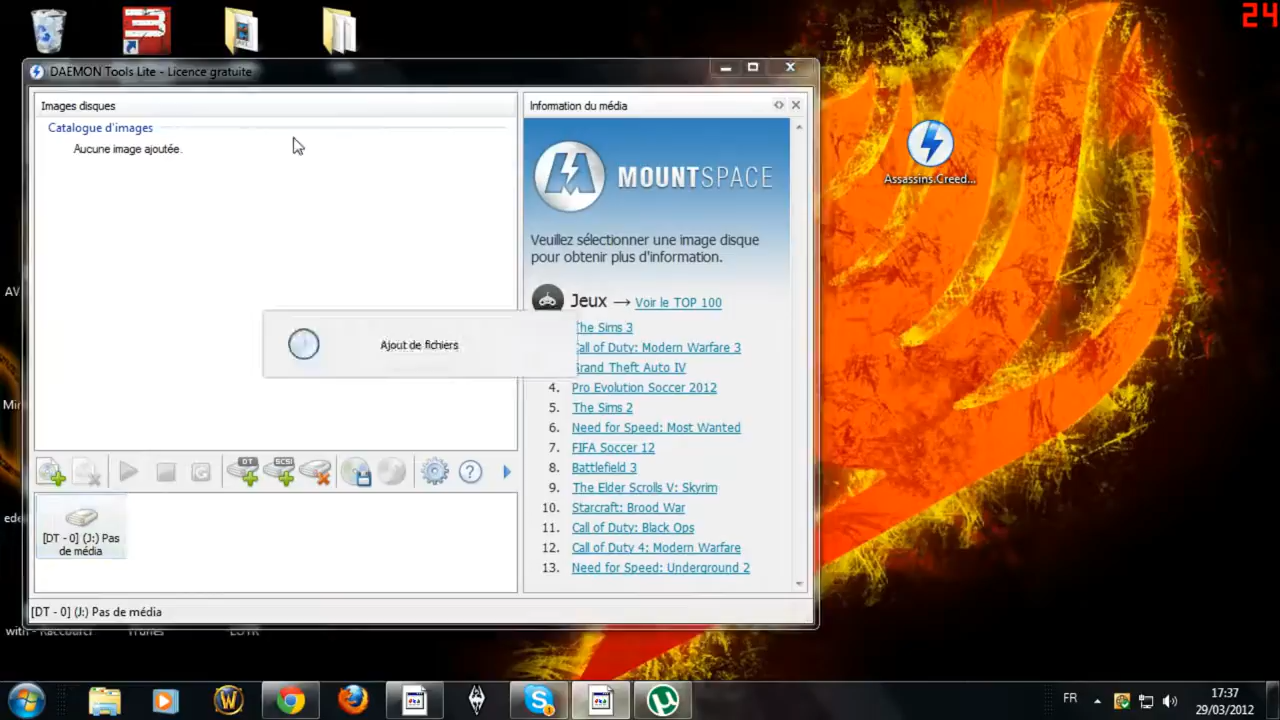 24
DAEMON Tools Lite - Licence gratuite
Images disques
Catalogue d'images
Aucune image ajoutée.
Information du média
MOUNTSPACE
Veuillez sélectionner une image disque
pour obtenir plus d'information.
Jeux → Voir le TOP 100
The Sims 3
Call of Duty: Modern Warfare 3
Grand Theft Auto IV
4. Pro Evolution Soccer 2012
5. The Sims 2
6. Need for Speed: Most Wanted
7. FIFA Soccer 12
8. Battlefield 3
9. The Elder Scrolls V: Skyrim
10. Starcraft: Brood War
11. Call of Duty: Black Ops
12. Call of Duty 4: Modern Warfare
13. Need for Speed: Underground 2
Ajout de fichiers
DT
SCSI
[DT - 0] (J:) Pas
de média
[DT - 0] (J:) Pas de média
Assassins.Creed...
AV
Min
ede
with - Raccourci
iTunes
FR
17:37
29/03/2012